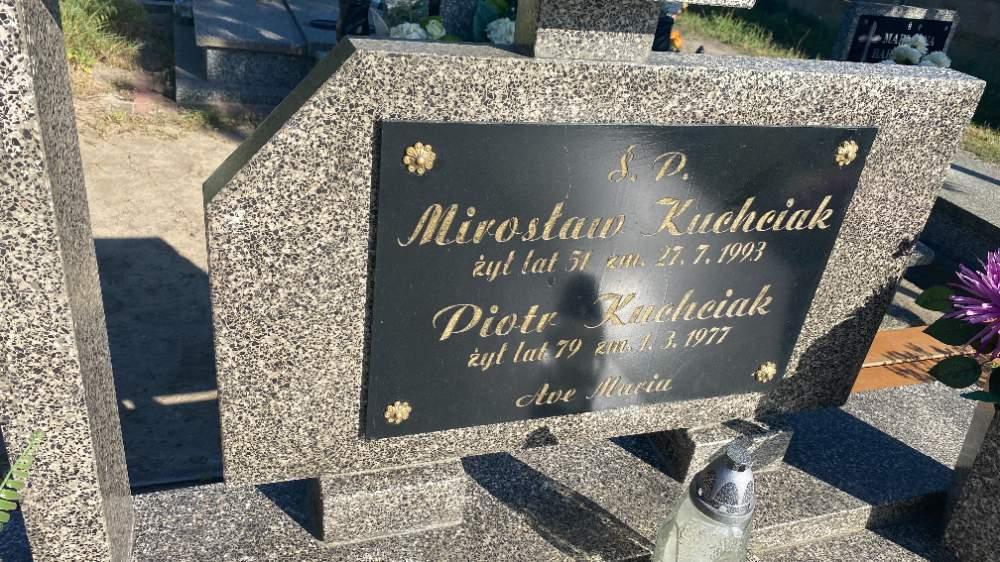 Ś. P.
Mirosław Kuchciak
żył lat 51 zm. 27. 7. 1993
Piotr Kuchciak
żył lat 79 zm. 1. 3. 1977
Ave Maria